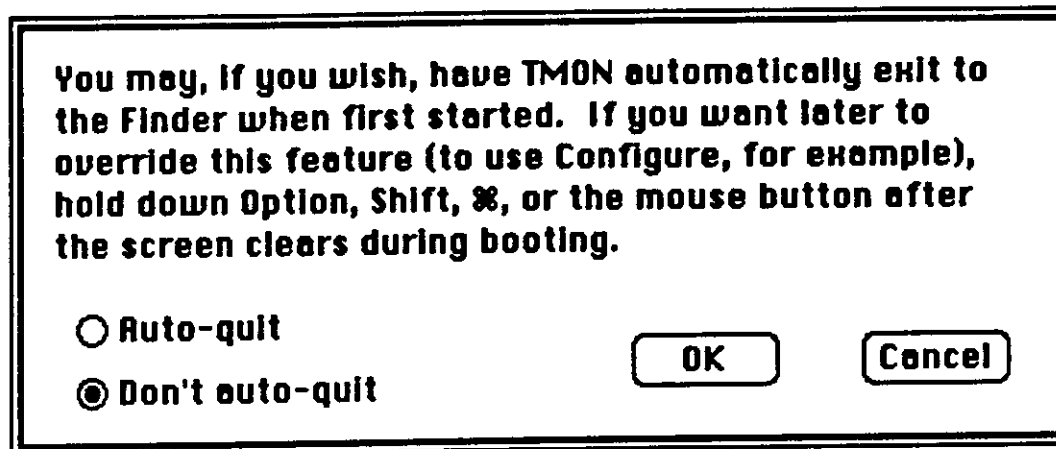 You may, if you wish, have TMON automatically exit to
the Finder when first started.  If you want later to
override this feature (to use Configure, for example),
hold down Option, Shift, ⌘, or the mouse button after
the screen clears during booting.
Auto-quit
Don't auto-quit
OK
Cancel